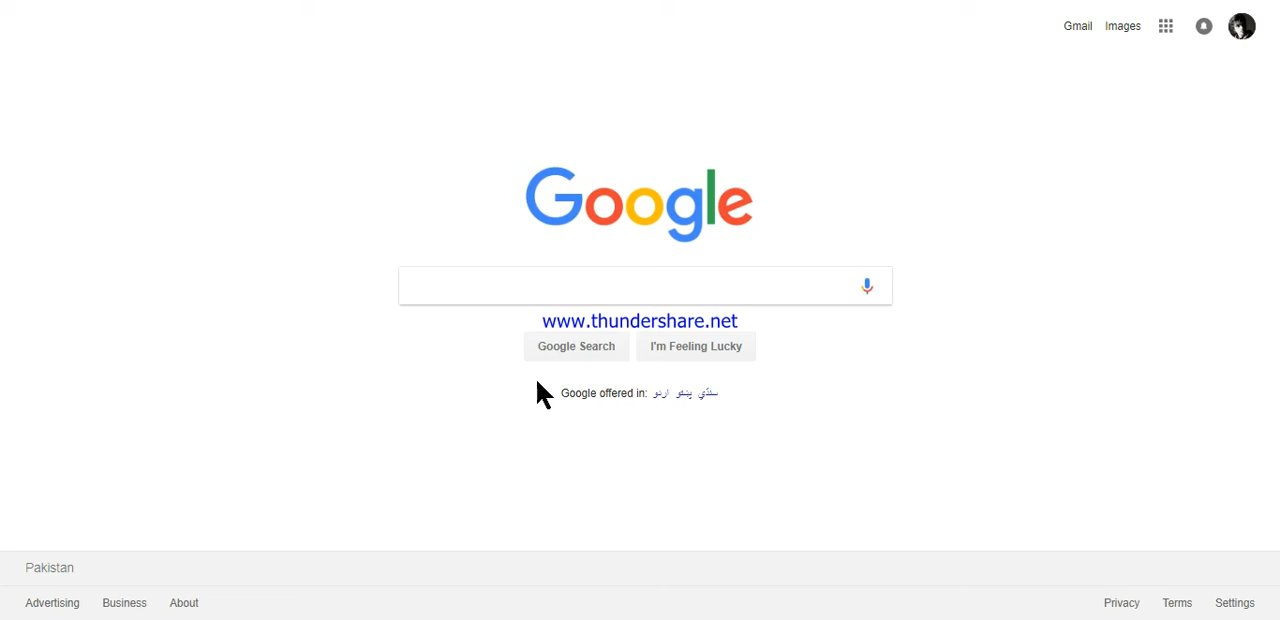 Gmail Images
Google
www.thundershare.net
Google Search I'm Feeling Lucky
Google offered in: اردو پښتو سنڌي
Pakistan
Advertising Business About Privacy Terms Settings